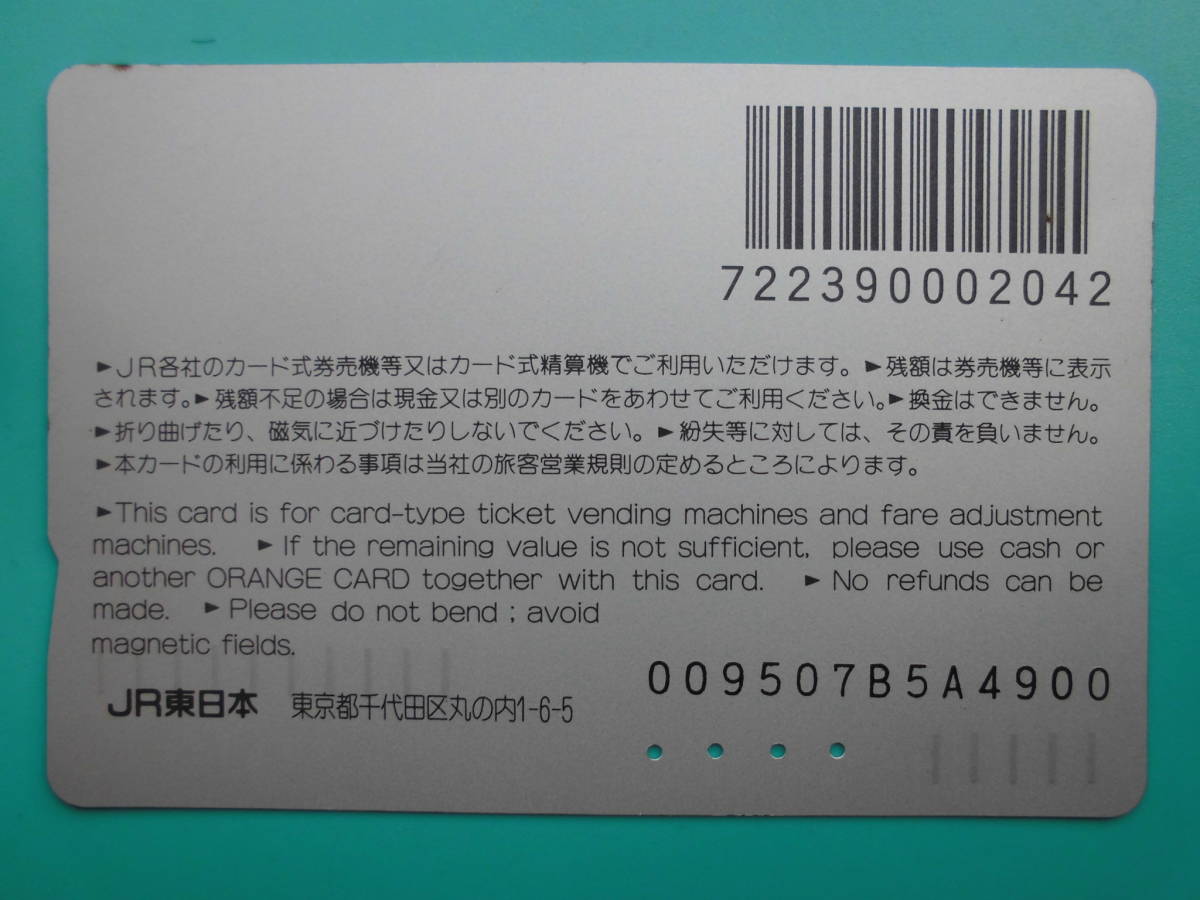 722390002042
►JR各社のカード式券売機等又はカード式精算機でご利用いただけます。►残額は券売機等に表示
されます。►残額不足の場合は現金又は別のカードをあわせてご利用ください。►換金はできません。
►折り曲げたり、磁気に近づけたりしないでください。►紛失等に対しては、その責を負いません。
►本カードの利用に係わる事項は当社の旅客営業規則の定めるところによります。
►This card is for card-type ticket vending machines and fare adjustment
machines. ►If the remaining value is not sufficient, please use cash or
another ORANGE CARD together with this card. ►No refunds can be
made. ►Please do not bend ; avoid
magnetic fields.
009507B5A4900
JR東日本 東京都千代田区丸の内1-6-5